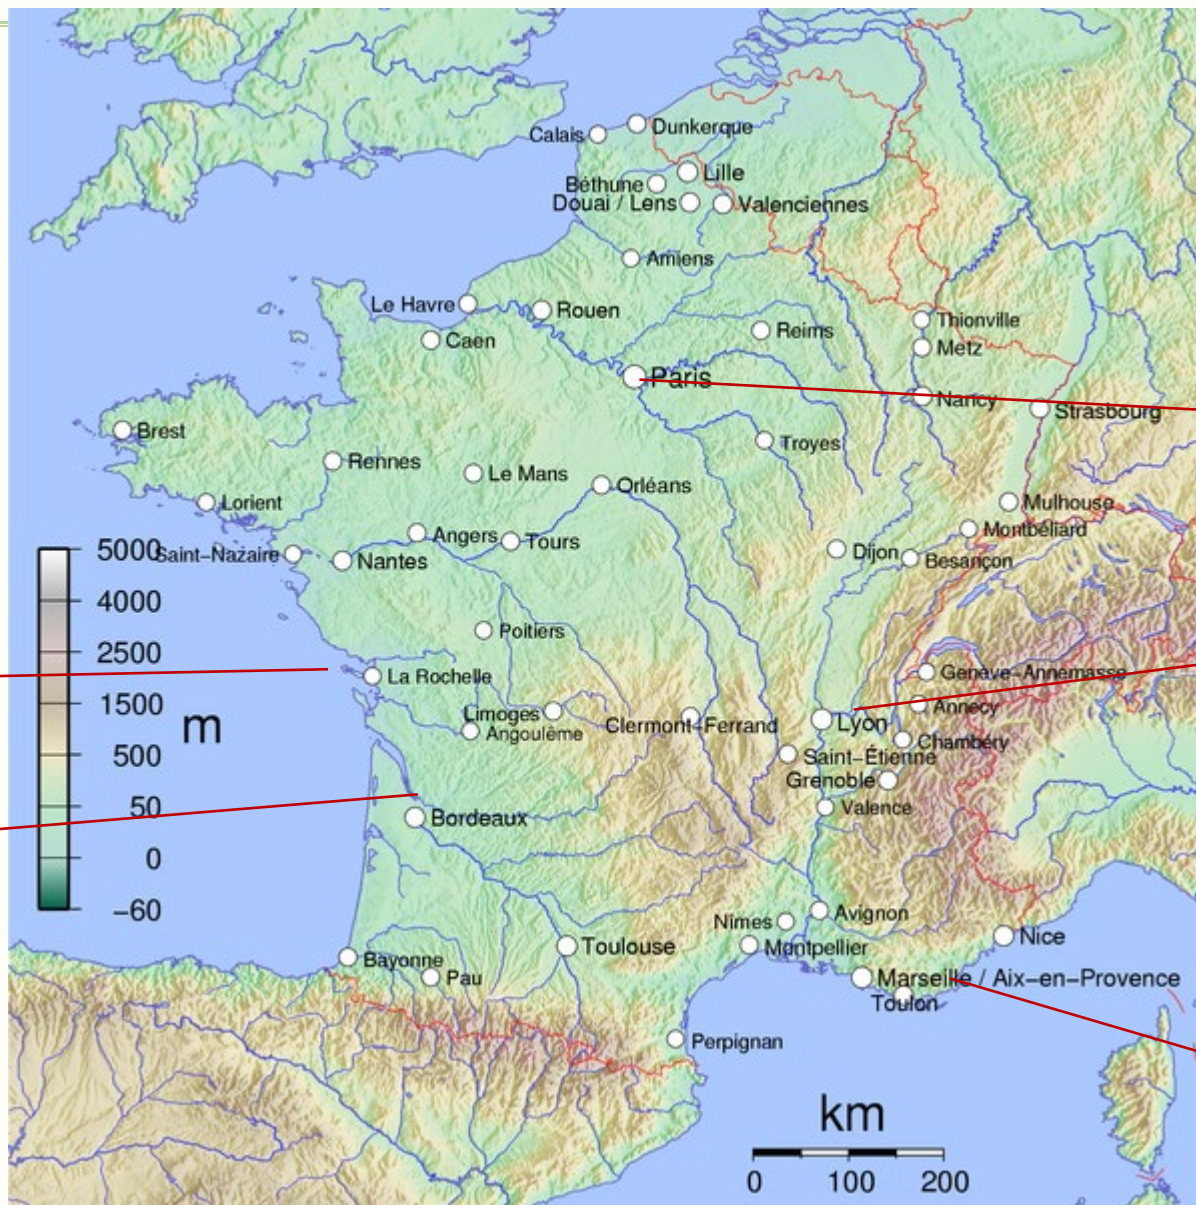 Dunkerque
Calais
Lille
Béthune
Douai / Lens
Valenciennes
Amiens
Le Havre
Rouen
Thionville
Reims
Caen
Metz
Paris
Nancy
Strasbourg
Brest
Troyes
Rennes
Le Mans
Orléans
Lorient
Mulhouse
Montbéliard
Angers
Tours
Dijon
Saint-Nazaire
Nantes
Besançon
5000
4000
2500
1500
500
50
0
-60
m
Poitiers
La Rochelle
Genève-Annemasse
Annecy
Limoges
Clermont-Ferrand
Lyon
Angoulême
Chambéry
Saint-Étienne
Grenoble
Valence
Bordeaux
Avignon
Nîmes
Nice
Toulouse
Montpellier
Bayonne
Pau
Marseille / Aix-en-Provence
Toulon
Perpignan
km
0 100 200